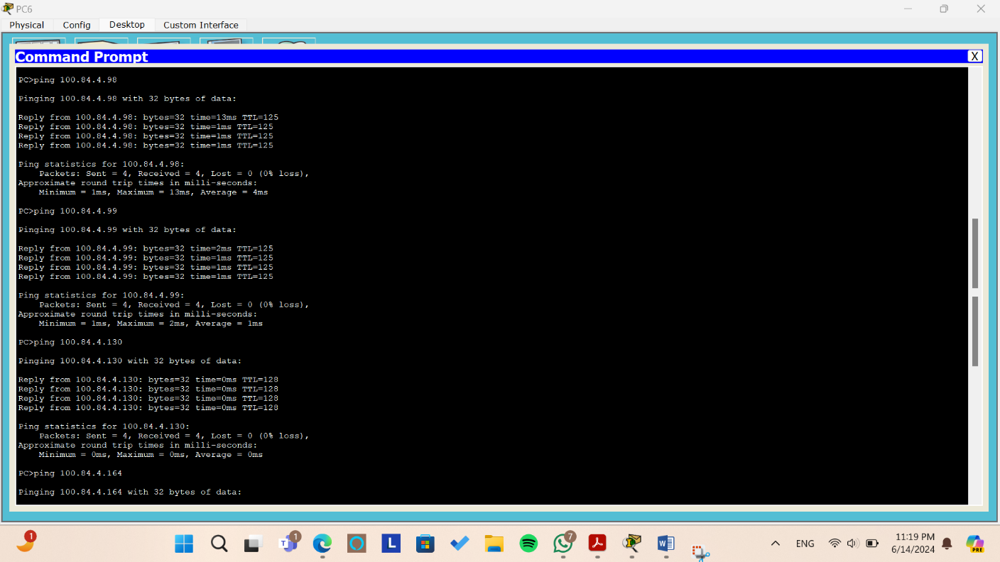 PC6
Physical Config Desktop Custom Interface
Command Prompt
X
PC>ping 100.84.4.98
Pinging 100.84.4.98 with 32 bytes of data:
Reply from 100.84.4.98: bytes=32 time=13ms TTL=125
Reply from 100.84.4.98: bytes=32 time=1ms TTL=125
Reply from 100.84.4.98: bytes=32 time=1ms TTL=125
Reply from 100.84.4.98: bytes=32 time=1ms TTL=125
Ping statistics for 100.84.4.98:
Packets: Sent = 4, Received = 4, Lost = 0 (0% loss),
Approximate round trip times in milli-seconds:
Minimum = 1ms, Maximum = 13ms, Average = 4ms
PC>ping 100.84.4.99
Pinging 100.84.4.99 with 32 bytes of data:
Reply from 100.84.4.99: bytes=32 time=2ms TTL=125
Reply from 100.84.4.99: bytes=32 time=1ms TTL=125
Reply from 100.84.4.99: bytes=32 time=1ms TTL=125
Reply from 100.84.4.99: bytes=32 time=1ms TTL=125
Ping statistics for 100.84.4.99:
Packets: Sent = 4, Received = 4, Lost = 0 (0% loss),
Approximate round trip times in milli-seconds:
Minimum = 1ms, Maximum = 2ms, Average = 1ms
PC>ping 100.84.4.130
Pinging 100.84.4.130 with 32 bytes of data:
Reply from 100.84.4.130: bytes=32 time=0ms TTL=128
Reply from 100.84.4.130: bytes=32 time=0ms TTL=128
Reply from 100.84.4.130: bytes=32 time=0ms TTL=128
Reply from 100.84.4.130: bytes=32 time=0ms TTL=128
Ping statistics for 100.84.4.130:
Packets: Sent = 4, Received = 4, Lost = 0 (0% loss),
Approximate round trip times in milli-seconds:
Minimum = 0ms, Maximum = 0ms, Average = 0ms
PC>ping 100.84.4.164
Pinging 100.84.4.164 with 32 bytes of data:
1
T 1
L
7
W
ENG
11:19 PM
6/14/2024
PRE